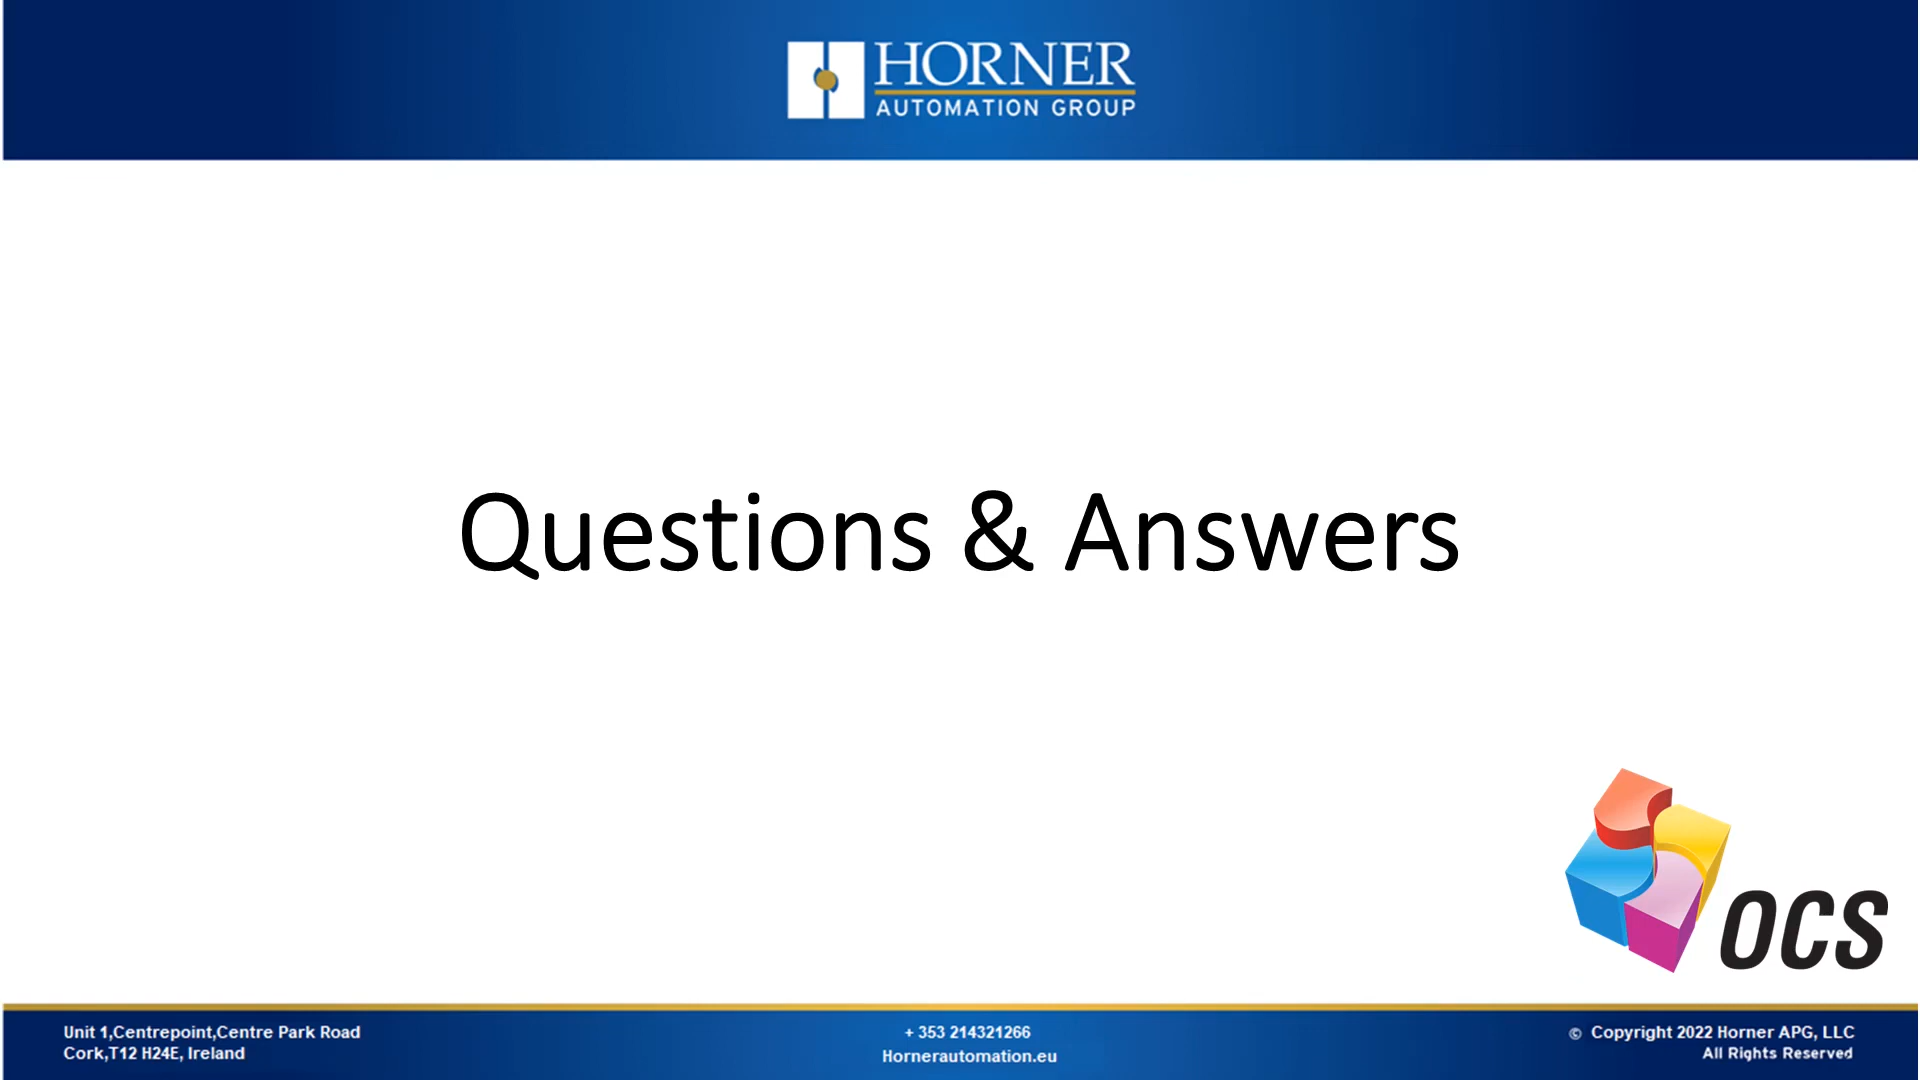 HORNER
AUTOMATION GROUP
Questions & Answers
OCS
Unit 1,Centrepoint,Centre Park Road
Cork,T12 H24E, Ireland
+ 353 214321266
Hornerautomation.eu
© Copyright 2022 Horner APG, LLC
All Rights Reserved